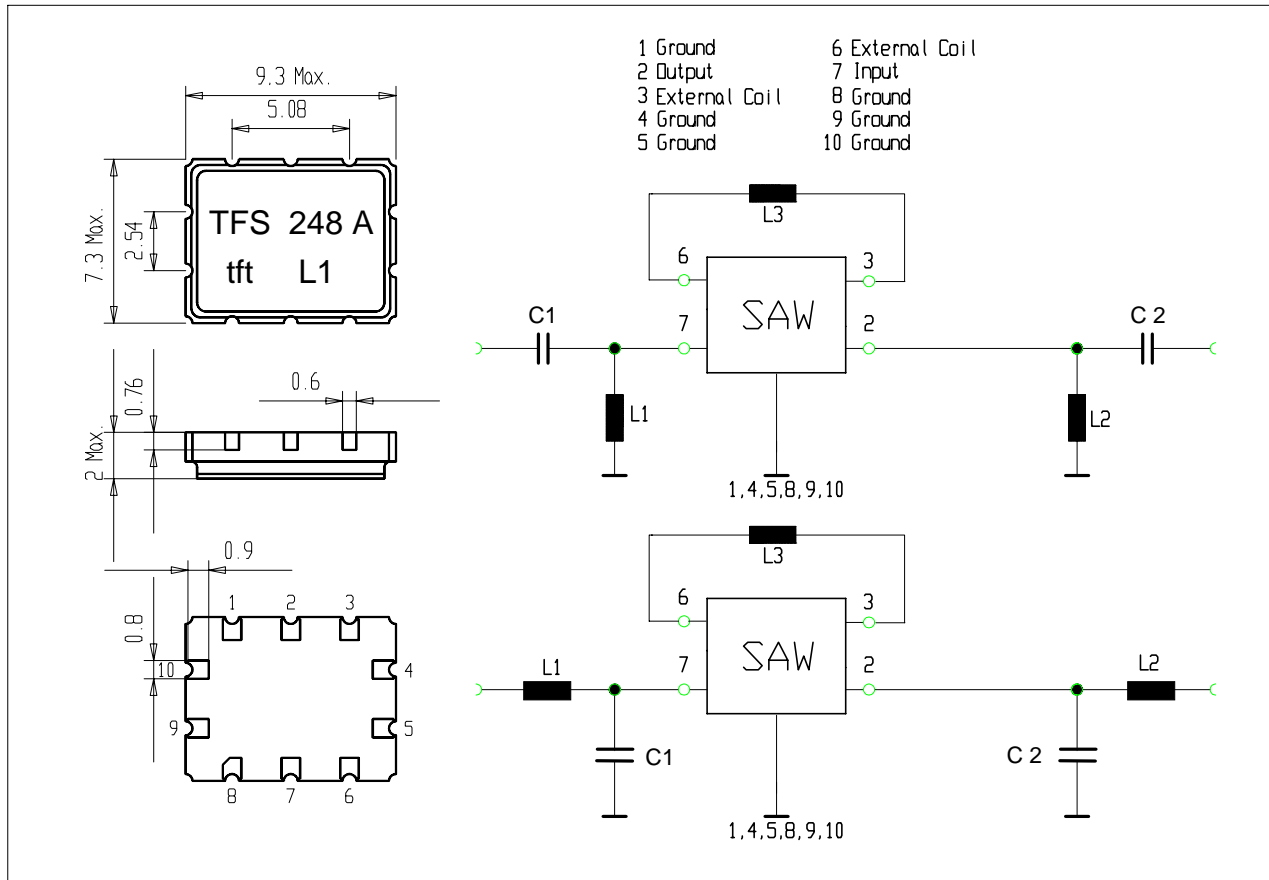 1 Ground
2 Output
3 External Coil
4 Ground
5 Ground
6 External Coil
7 Input
8 Ground
9 Ground
10 Ground
9.3 Max.
5.08
7.3 Max.
2.54
TFS 248 A
tft L1
0.76
0.6
2 Max.
0.9
0.8
1 2 3
10 4
9 5
8 7 6
L3
6 3
SAW
C1 7 2 C 2
L1 L2
1,4,5,8,9,10
L3
6 3
SAW
L1 7 2 L2
C1 C 2
1,4,5,8,9,10